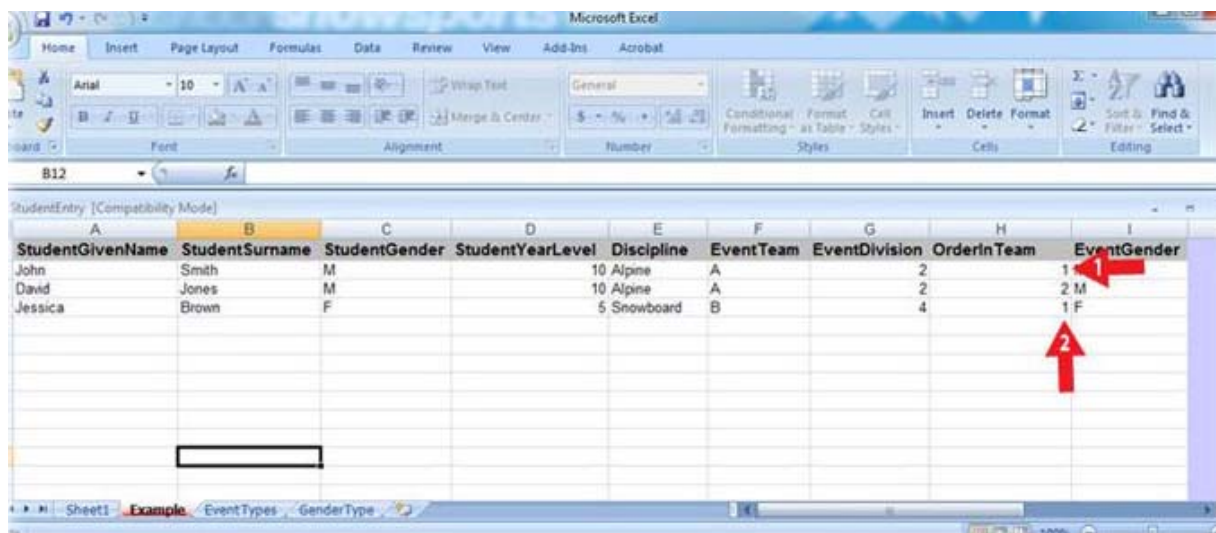 Microsoft Excel
Home Insert Page Layout Formulas Data Review View Add-Ins Acrobat
Arial 10 A A Wrap Text General Conditional Format Cell Insert Delete Format Σ Sort & Find &
B I U A Merge & Center $ % Formatting as Table Styles Filter Select
Font Alignment Number Styles Cells Editing
B12 fx
StudentEntry [Compatibility Mode]
A B C D E F G H I
StudentGivenName StudentSurname StudentGender StudentYearLevel Discipline EventTeam EventDivision OrderInTeam EventGender
John Smith M 10 Alpine A 2 1 1
David Jones M 10 Alpine A 2 2 M
Jessica Brown F 5 Snowboard B 4 1 F
2
Sheet1 Example EventTypes GenderType